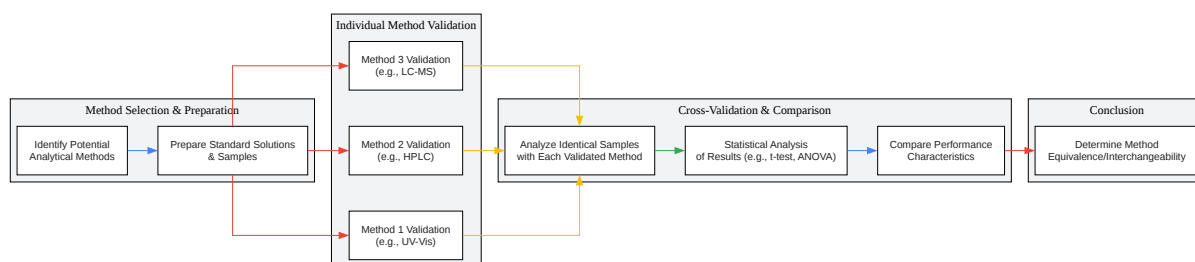 Individual Method Validation
Method 3 Validation
(e.g., LC-MS)
Method Selection & Preparation
Cross-Validation & Comparison
Conclusion
Identify Potential
Analytical Methods
Prepare Standard Solutions
& Samples
Method 2 Validation
(e.g., HPLC)
Analyze Identical Samples
with Each Validated Method
Statistical Analysis
of Results (e.g., t-test, ANOVA)
Compare Performance
Characteristics
Determine Method
Equivalence/Interchangeability
Method 1 Validation
(e.g., UV-Vis)